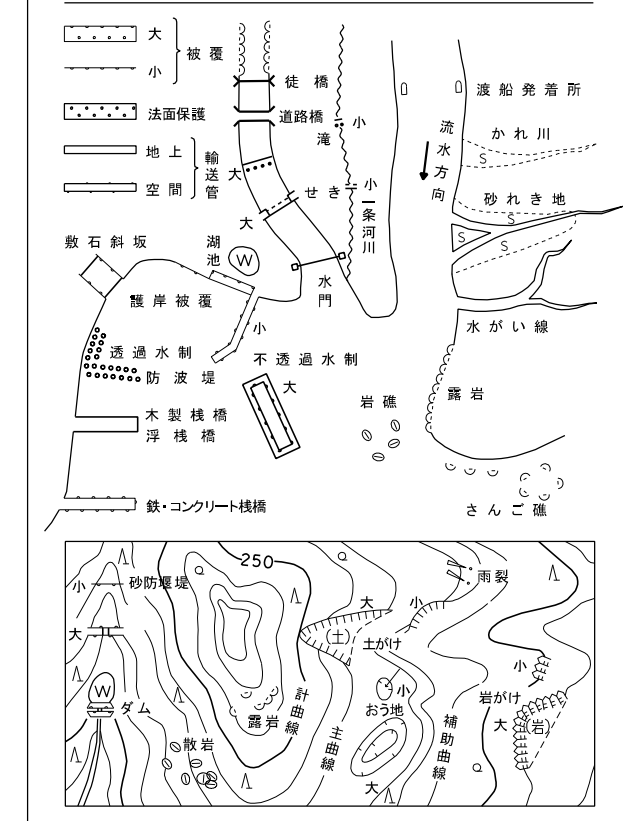 大
小
被覆
徒橋
渡船発着所
法面保護
道路橋
小
滝
流水方向
かれ川
S
地上
空間
輸送管
大
せき
小
一条河川
砂れき地
S
S
S
大
敷石斜坂
湖池
W
護岸被覆
水門
小
水がい線
透過水制
不透過水制
防波堤
大
岩礁
露岩
木製桟橋
浮桟橋
鉄・コンクリート桟橋
さんご礁
250
小
砂防堰堤
雨裂
大
小
大
(土)
土がけ
小
W
ダム
小
おう地
岩がけ
大
(岩)
露岩
計曲線
主曲線
補助曲線
散岩
大